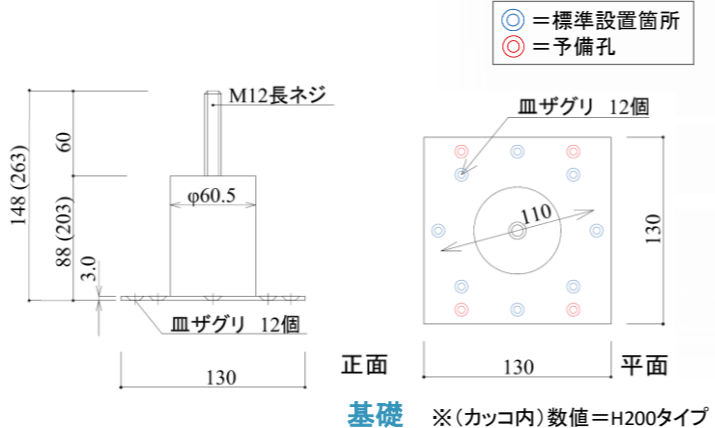 ◎＝標準設置箇所
◎＝予備孔
M12長ネジ
皿ザグリ 12個
60
148 (263)
φ60.5
88 (203)
3.0
110
130
皿ザグリ 12個
130
正面
130
平面
基礎 ※(カッコ内)数値＝H200タイプ